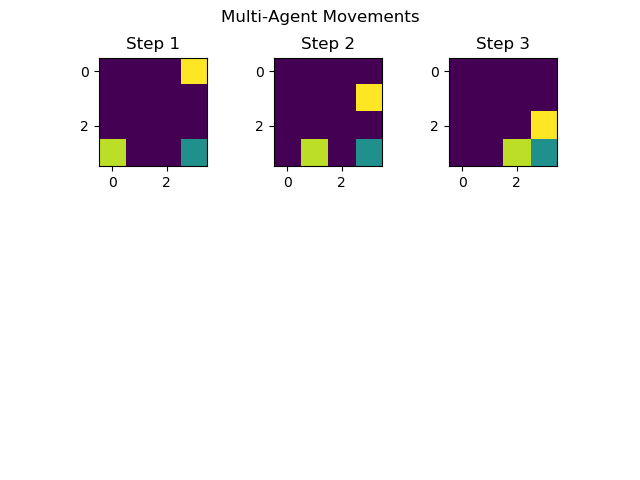 Multi-Agent Movements
Step 1 Step 2 Step 3
0 0 0
2 2 2
0 2 0 2 0 2